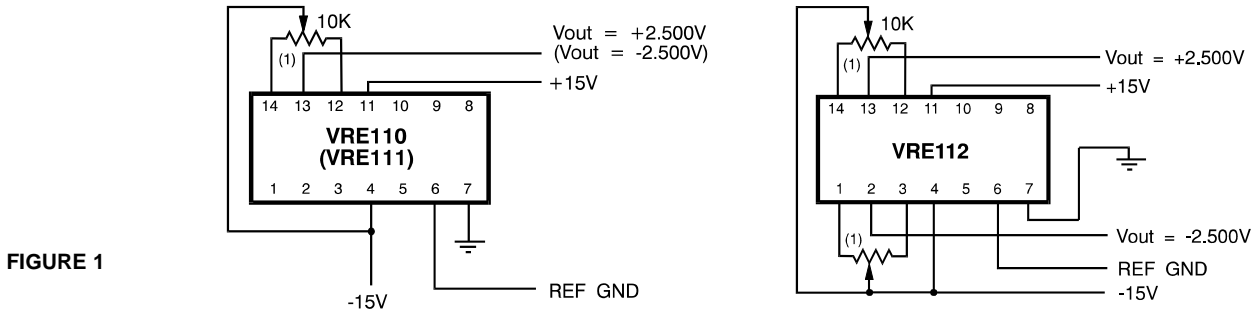 10K
Vout = +2.500V
(Vout = -2.500V)
(1)
+15V
14 13 12 11 10 9 8
VRE110
(VRE111)
1 2 3 4 5 6 7
-15V
REF GND
10K
(1)
Vout = +2.500V
+15V
14 13 12 11 10 9 8
VRE112
1 2 3 4 5 6 7
(1)
Vout = -2.500V
REF GND
-15V
FIGURE 1